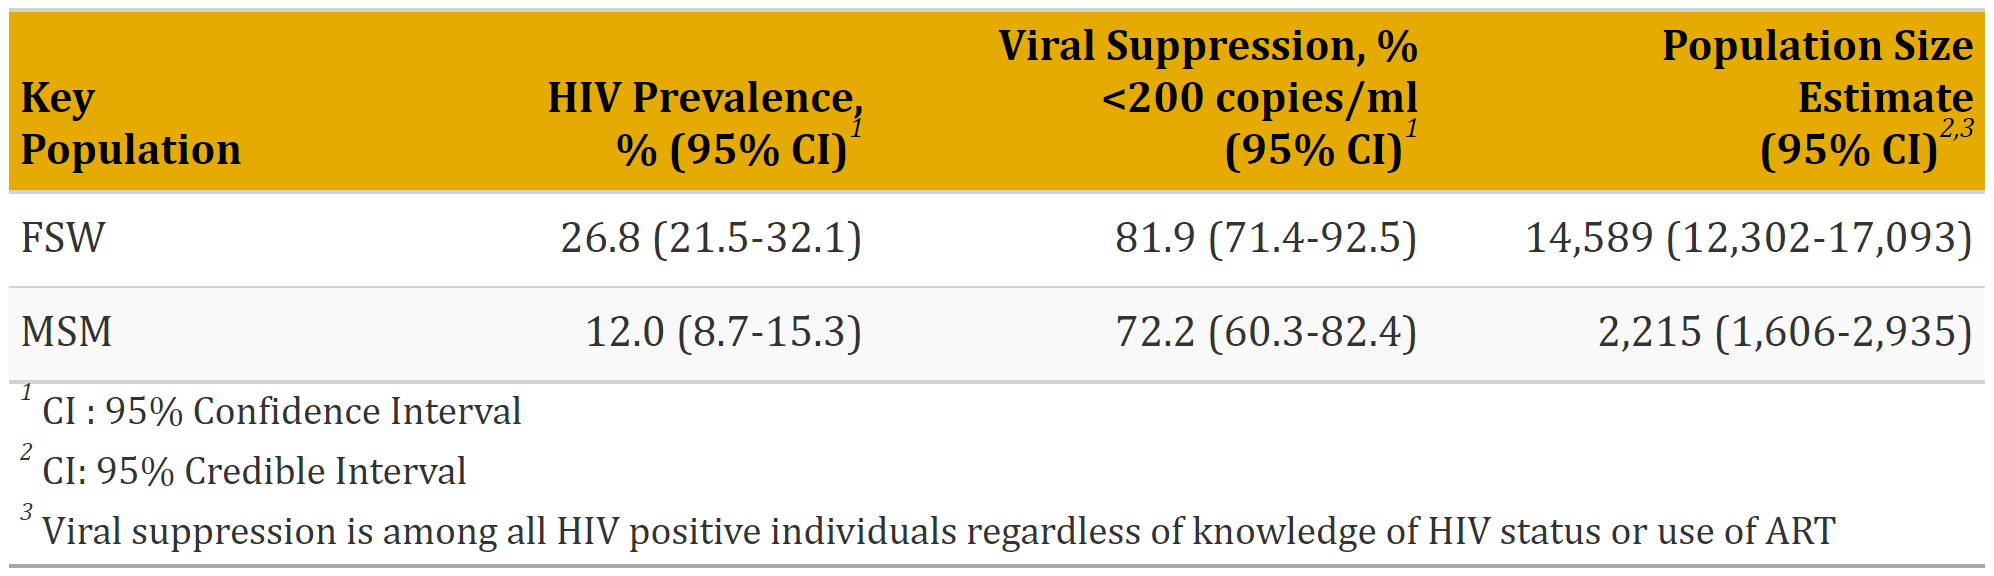 Key Population	HIV Prevalence, % (95% CI)1	Viral Suppression, % <200 copies/ml (95% CI)1	Population Size Estimate (95% CI)2,3
FSW	26.8 (21.5-32.1)	81.9 (71.4-92.5)	14,589 (12,302-17,093)
MSM	12.0 (8.7-15.3)	72.2 (60.3-82.4)	2,215 (1,606-2,935)
1 CI : 95% Confidence Interval
2 CI: 95% Credible Interval
3 Viral suppression is among all HIV positive individuals regardless of knowledge of HIV status or use of ART